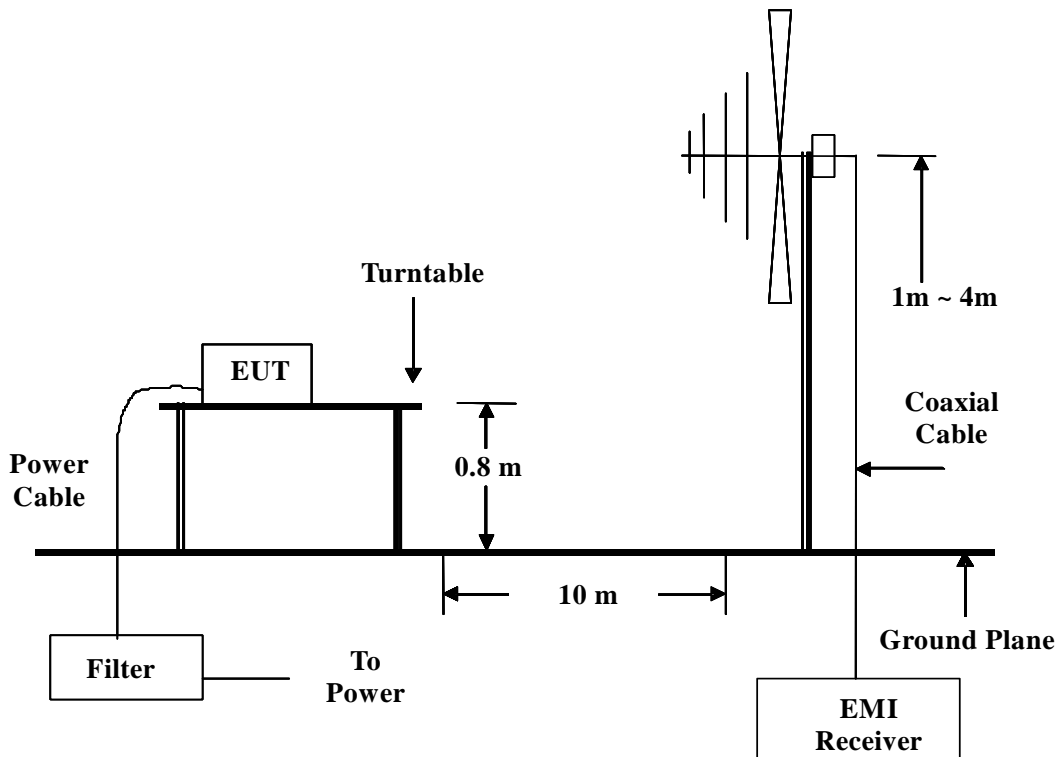 Turntable
1m ~ 4m
EUT
Coaxial
Cable
Power
Cable
0.8 m
10 m
Ground Plane
Filter
To
Power
EMI
Receiver